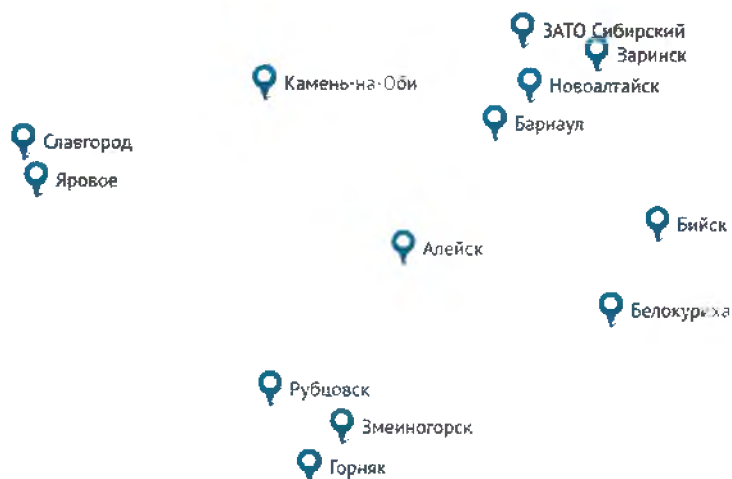 ЗАТО Сибирский
Заринск
Камень-на-Оби
Новоалтайск
Барнаул
Славгород
Яровое
Бийск
Алейск
Белокуриха
Рубцовск
Змеиногорск
Горняк